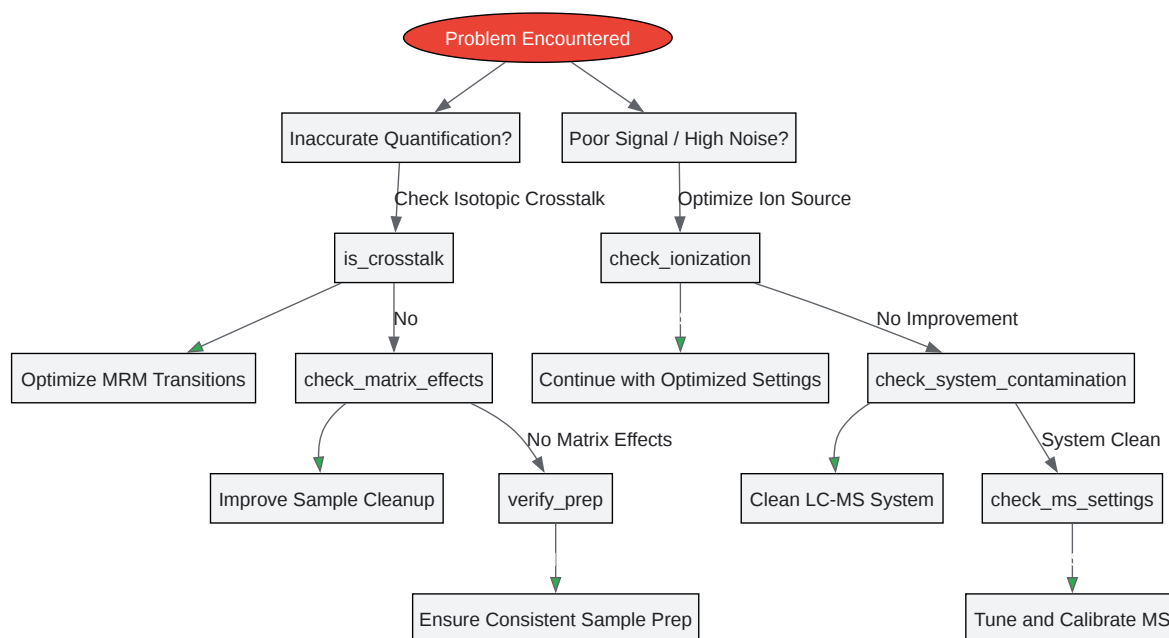 Problem Encountered
Inaccurate Quantification?
Poor Signal / High Noise?
Check Isotopic Crosstalk
Optimize Ion Source
is_crosstalk
check_ionization
No
No Improvement
Optimize MRM Transitions
check_matrix_effects
Continue with Optimized Settings
check_system_contamination
No Matrix Effects
System Clean
Improve Sample Cleanup
verify_prep
Clean LC-MS System
check_ms_settings
Ensure Consistent Sample Prep
Tune and Calibrate MS